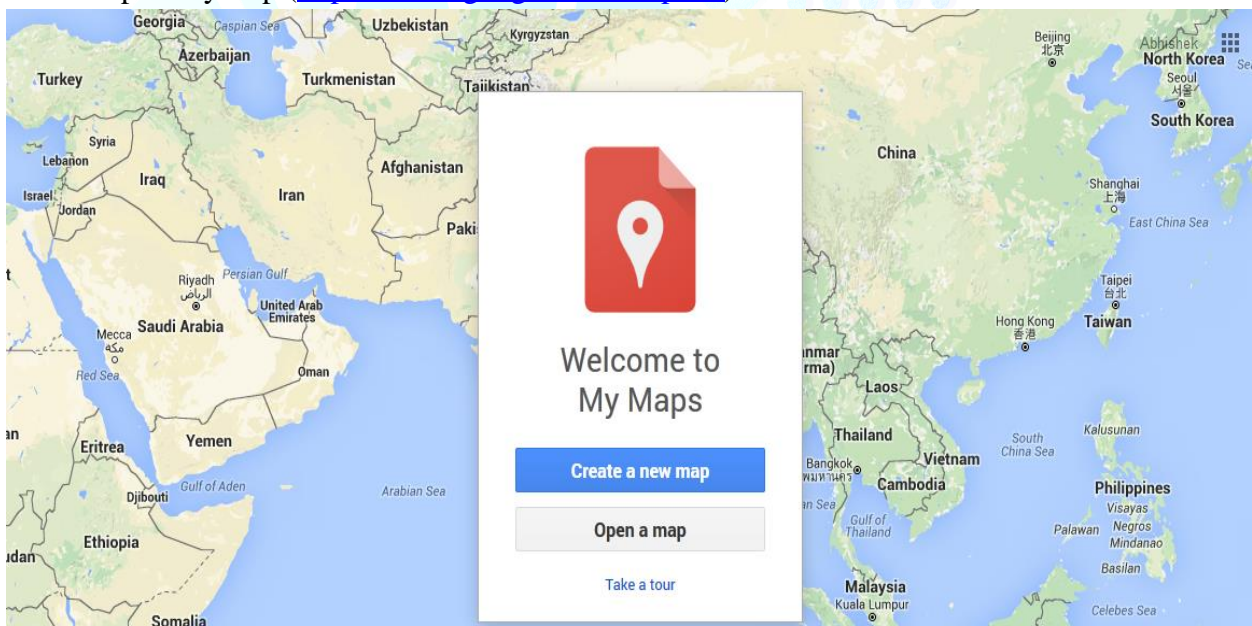 Georgia
Caspian Sea
Uzbekistan
Kyrgyzstan
Beijing
北京
Abhishek
North Korea
Azerbaijan
Turkey
Turkmenistan
Tajikistan
Seoul
서울
South Korea
Syria
Lebanon
Afghanistan
China
Iraq
Iran
Israel
Jordan
Shanghai
上海
East China Sea
Paki
Riyadh
الرياض
Persian Gulf
United Arab
Emirates
Taipei
台北
Mecca
مكة
Saudi Arabia
Hong Kong
香港
Taiwan
Red Sea
Oman
Welcome to
My Maps
nmar
rma)
Laos
Eritrea
Yemen
Thailand
South
China Sea
Kalusunan
Create a new map
Bangkok
Vietnam
Djibouti
Gulf of Aden
Arabian Sea
Cambodia
Philippines
Visayas
Gulf of
Thailand
Palawan
Negros
Mindanao
Ethiopia
Open a map
udan
Basilan
Take a tour
Malaysia
Kuala Lumpur
Somalia
Celebes Sea